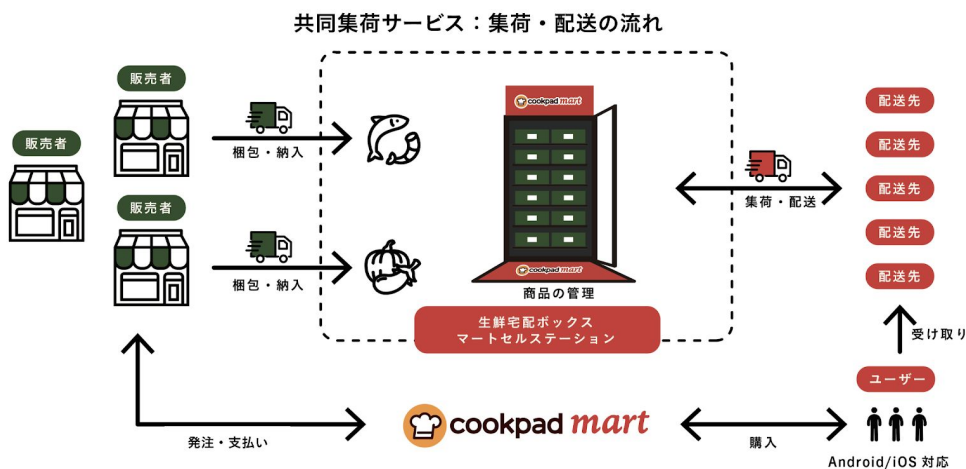 共同集荷サービス：集荷・配送の流れ
販売者
販売者
販売者
梱包・納入
梱包・納入
cookpad mart
cookpad mart
商品の管理
生鮮宅配ボックス
マートセルステーション
集荷・配送
配送先
配送先
配送先
配送先
配送先
受け取り
ユーザー
Android/iOS 対応
発注・支払い
cookpad mart
購入